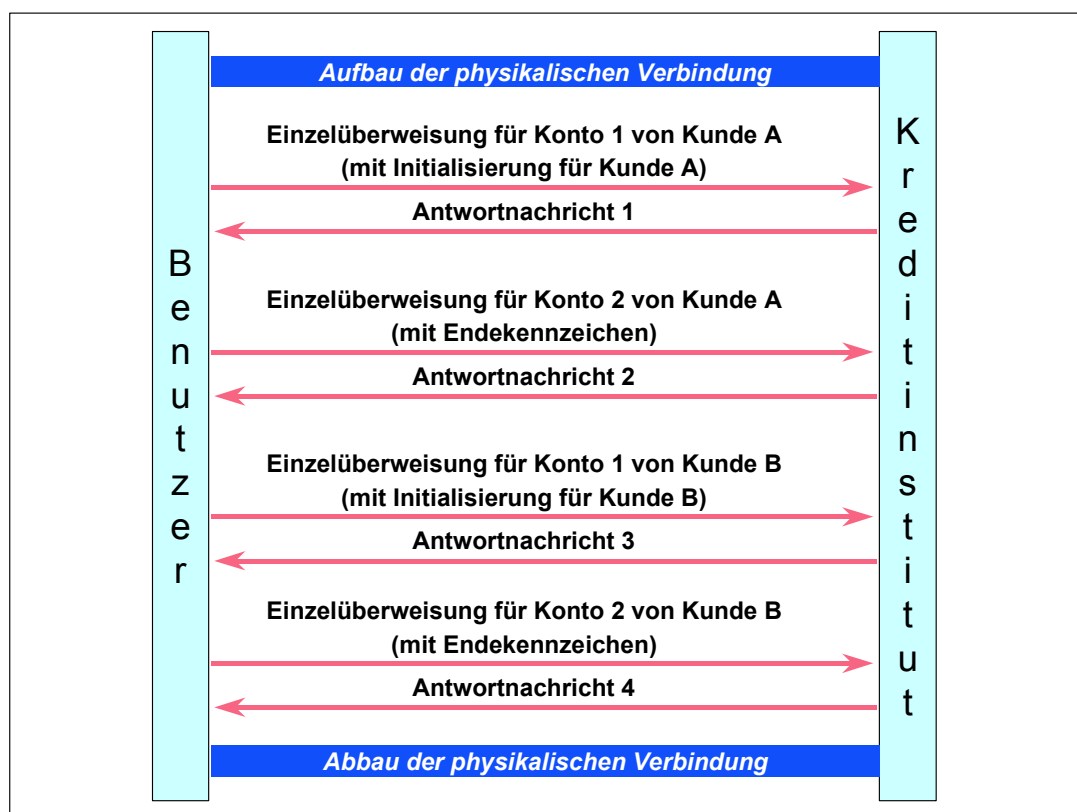 Aufbau der physikalischen Verbindung
Einzelüberweisung für Konto 1 von Kunde A
(mit Initialisierung für Kunde A)
Antwortnachricht 1
Einzelüberweisung für Konto 2 von Kunde A
(mit Endekennzeichen)
Antwortnachricht 2
Einzelüberweisung für Konto 1 von Kunde B
(mit Initialisierung für Kunde B)
Antwortnachricht 3
Einzelüberweisung für Konto 2 von Kunde B
(mit Endekennzeichen)
Antwortnachricht 4
Abbau der physikalischen Verbindung
Benutzer
Kreditinstitut